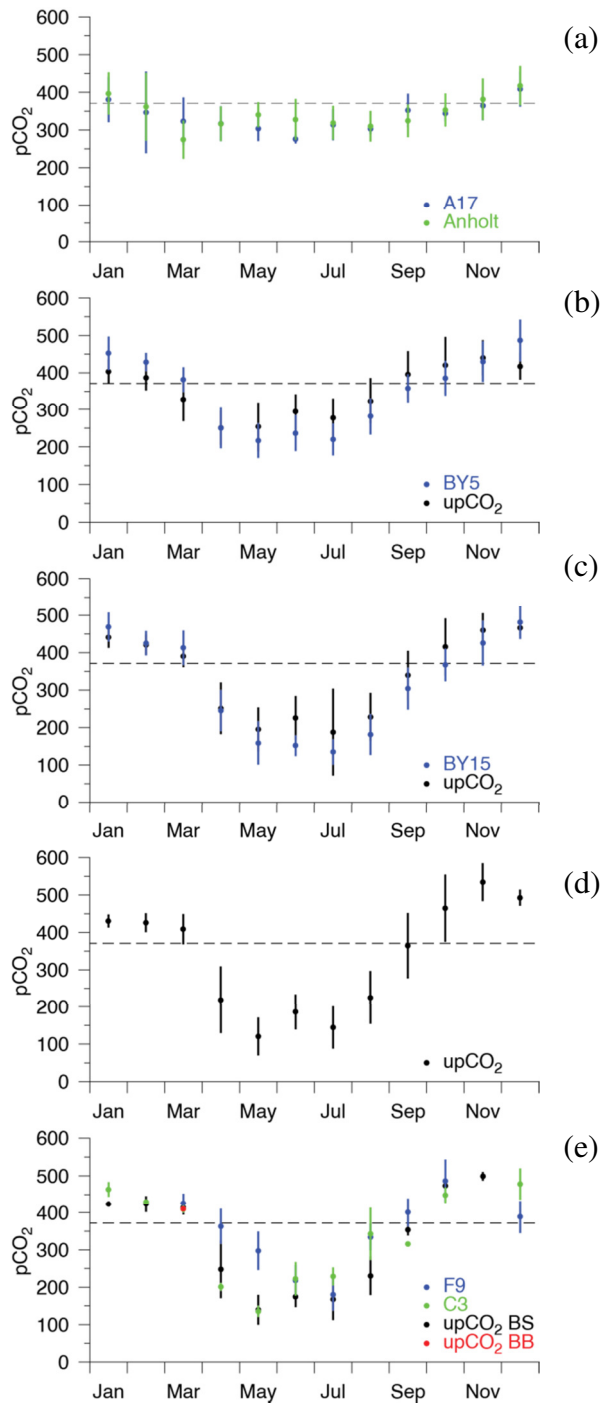 (a)
600
500
400
300
200
100
0
pCO₂
A17
Anholt
Jan Mar May Jul Sep Nov
(b)
600
500
400
300
200
100
0
pCO₂
BY5
upCO₂
Jan Mar May Jul Sep Nov
(c)
600
500
400
300
200
100
0
pCO₂
BY15
upCO₂
Jan Mar May Jul Sep Nov
(d)
600
500
400
300
200
100
0
pCO₂
upCO₂
Jan Mar May Jul Sep Nov
(e)
600
500
400
300
200
100
0
pCO₂
F9
C3
upCO₂ BS
upCO₂ BB
Jan Mar May Jul Sep Nov